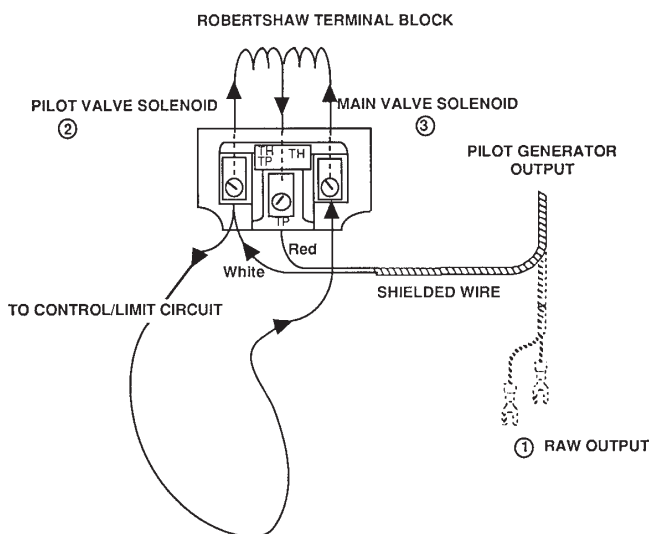 ROBERTSHAW TERMINAL BLOCK
PILOT VALVE SOLENOID
②
MAIN VALVE SOLENOID
③
PILOT GENERATOR
OUTPUT
TH TH
TP
TP
Red
White
SHIELDED WIRE
TO CONTROL/LIMIT CIRCUIT
① RAW OUTPUT